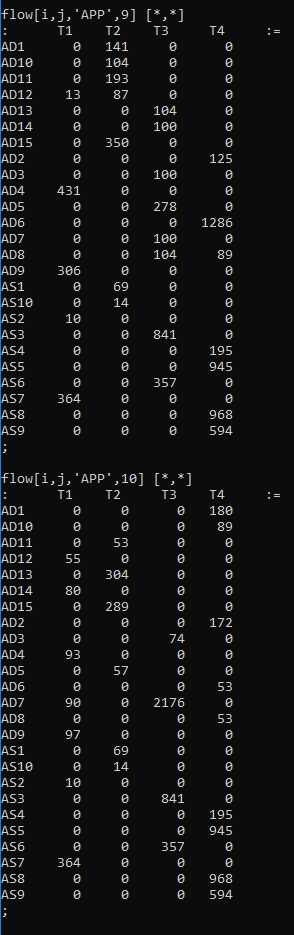 flow[i,j,'APP',9] [*,*]
:      T1    T2    T3    T4     :=
AD1         0   141     0     0
AD10        0   104     0     0
AD11        0   193     0     0
AD12       13    87     0     0
AD13        0     0   104     0
AD14        0     0   100     0
AD15        0   350     0     0
AD2         0     0     0   125
AD3         0     0   100     0
AD4       431     0     0     0
AD5         0     0   278     0
AD6         0     0     0  1286
AD7         0     0   100     0
AD8         0     0   104    89
AD9       306     0     0     0
AS1         0    69     0     0
AS10        0    14     0     0
AS2        10     0     0     0
AS3         0     0   841     0
AS4         0     0     0   195
AS5         0     0     0   945
AS6         0     0   357     0
AS7       364     0     0     0
AS8         0     0     0   968
AS9         0     0     0   594
;
flow[i,j,'APP',10] [*,*]
:      T1    T2     T3    T4     :=
AD1         0     0      0   180
AD10        0     0      0    89
AD11        0    53      0     0
AD12       55     0      0     0
AD13        0   304      0     0
AD14       80     0      0     0
AD15        0   289      0     0
AD2         0     0      0   172
AD3         0     0     74     0
AD4        93     0      0     0
AD5         0    57      0     0
AD6         0     0      0    53
AD7        90     0   2176     0
AD8         0     0      0    53
AD9        97     0      0     0
AS1         0    69      0     0
AS10        0    14      0     0
AS2        10     0      0     0
AS3         0     0    841     0
AS4         0     0      0   195
AS5         0     0      0   945
AS6         0     0    357     0
AS7       364     0      0     0
AS8         0     0      0   968
AS9         0     0      0   594
;